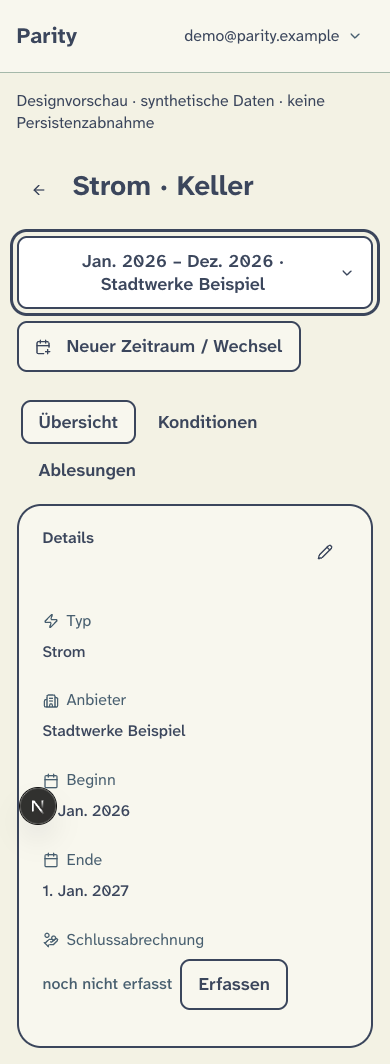 Parity
demo@parity.example
Designvorschau · synthetische Daten · keine
Persistenzabnahme
Strom · Keller
Jan. 2026 – Dez. 2026 ·
Stadtwerke Beispiel
Neuer Zeitraum / Wechsel
Übersicht
Konditionen
Ablesungen
Details
Typ
Strom
Anbieter
Stadtwerke Beispiel
Beginn
Jan. 2026
Ende
1. Jan. 2027
Schlussabrechnung
noch nicht erfasst
Erfassen